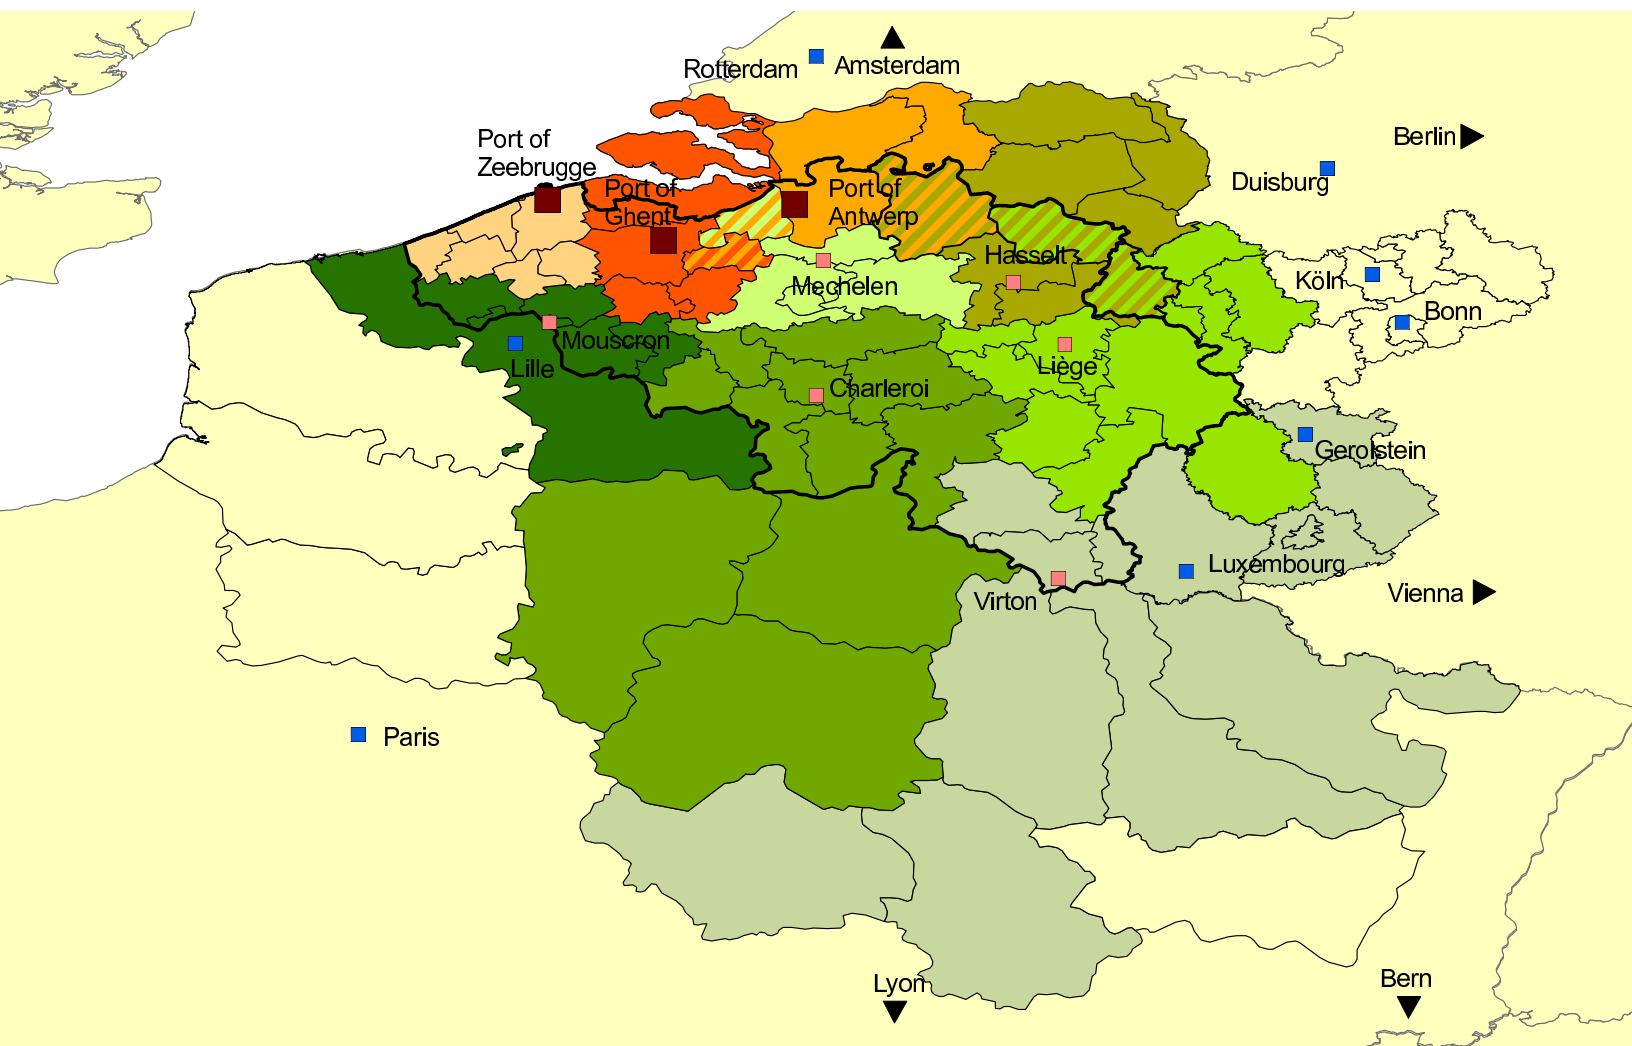 Rotterdam
Amsterdam
Port of
Zeebrugge
Berlin
Duisburg
Port of
Ghent
Port of
Antwerp
Hasselt
Mechelen
Köln
Bonn
Mouscron
Lille
Liège
Charleroi
Gerolstein
Luxembourg
Virton
Vienna
Paris
Lyon
Bern